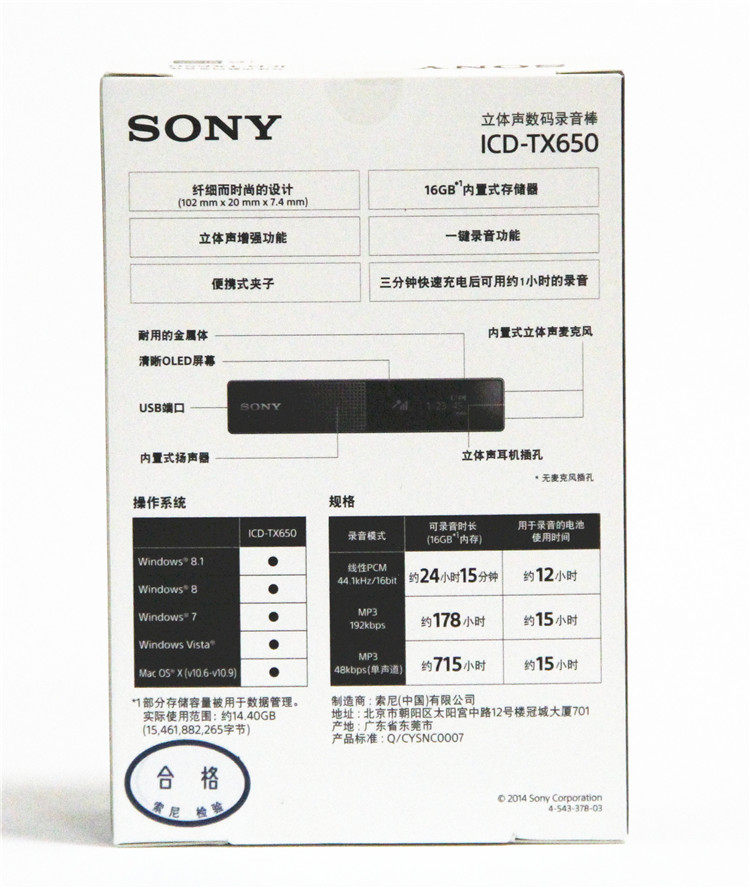 SONY
立体声数码录音棒
ICD-TX650
纤细而时尚的设计
(102 mm x 20 mm x 7.4 mm)
16GB*1内置式存储器
立体声增强功能
一键录音功能
便携式夹子
三分钟快速充电后可用约1小时的录音
耐用的金属体
内置式立体声麦克风
清晰OLED屏幕
USB端口
SONY
1:23
内置式扬声器
立体声耳机插孔
* 无麦克风插孔
操作系统
ICD-TX650
Windows® 8.1 ●
Windows® 8 ●
Windows® 7 ●
Windows Vista® ●
Mac OS® X (v10.6-v10.9) ●
规格
录音模式
可录音时长
(16GB*1内存)
用于录音的电池
使用时间
线性PCM
44.1kHz/16bit
约24小时15分钟
约12小时
MP3
192kbps
约178小时
约15小时
MP3
48kbps(单声道)
约715小时
约15小时
*1部分存储容量被用于数据管理。
实际使用范围: 约14.40GB
(15,461,882,265字节)
制造商: 索尼(中国)有限公司
地址: 北京市朝阳区太阳宫中路12号楼冠城大厦701
产地: 广东省东莞市
产品标准: Q/CYSNC0007
合格
索尼 检验
© 2014 Sony Corporation
4-543-378-03